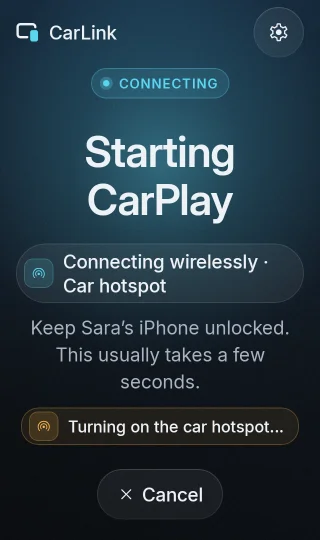 CarLink
CONNECTING
Starting
CarPlay
Connecting wirelessly ·
Car hotspot
Keep Sara’s iPhone unlocked.
This usually takes a few
seconds.
Turning on the car hotspot…
Cancel